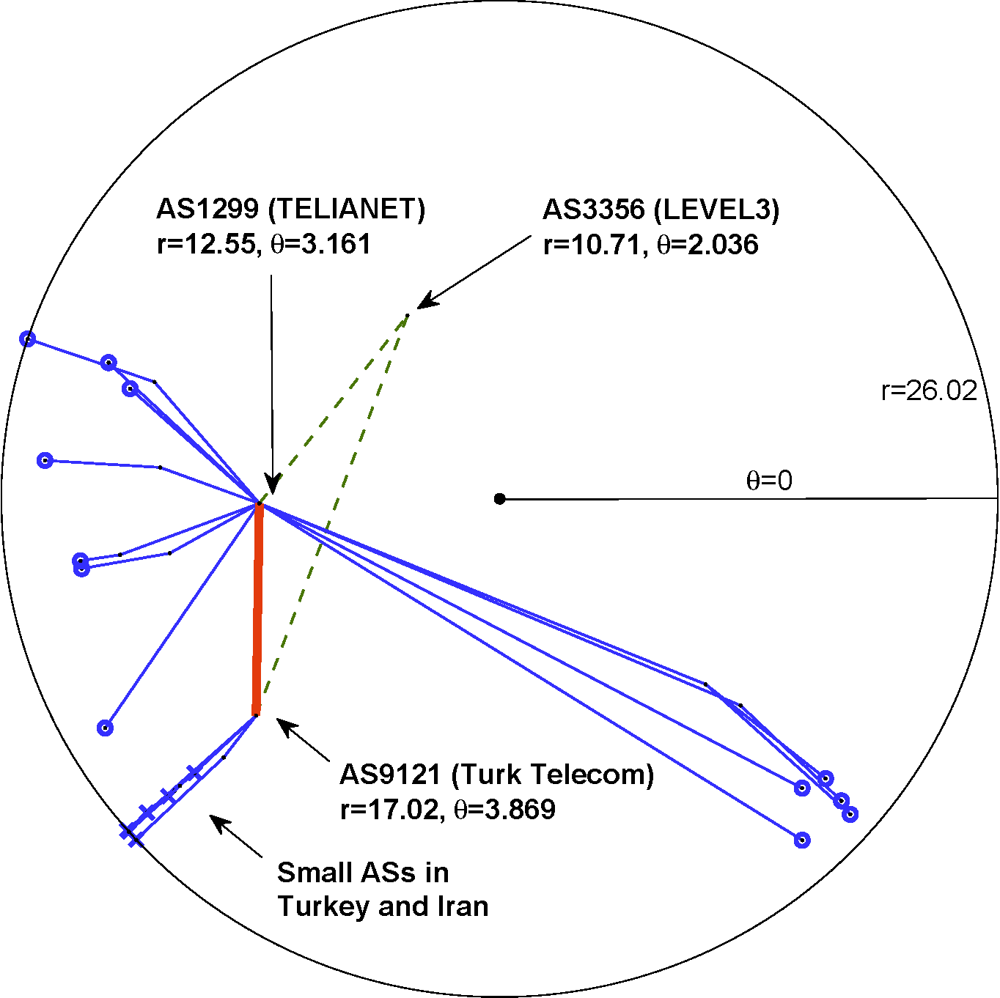 AS1299 (TELIANET)
r=12.55, θ=3.161
AS3356 (LEVEL3)
r=10.71, θ=2.036
r=26.02
θ=0
AS9121 (Turk Telecom)
r=17.02, θ=3.869
Small ASs in
Turkey and Iran